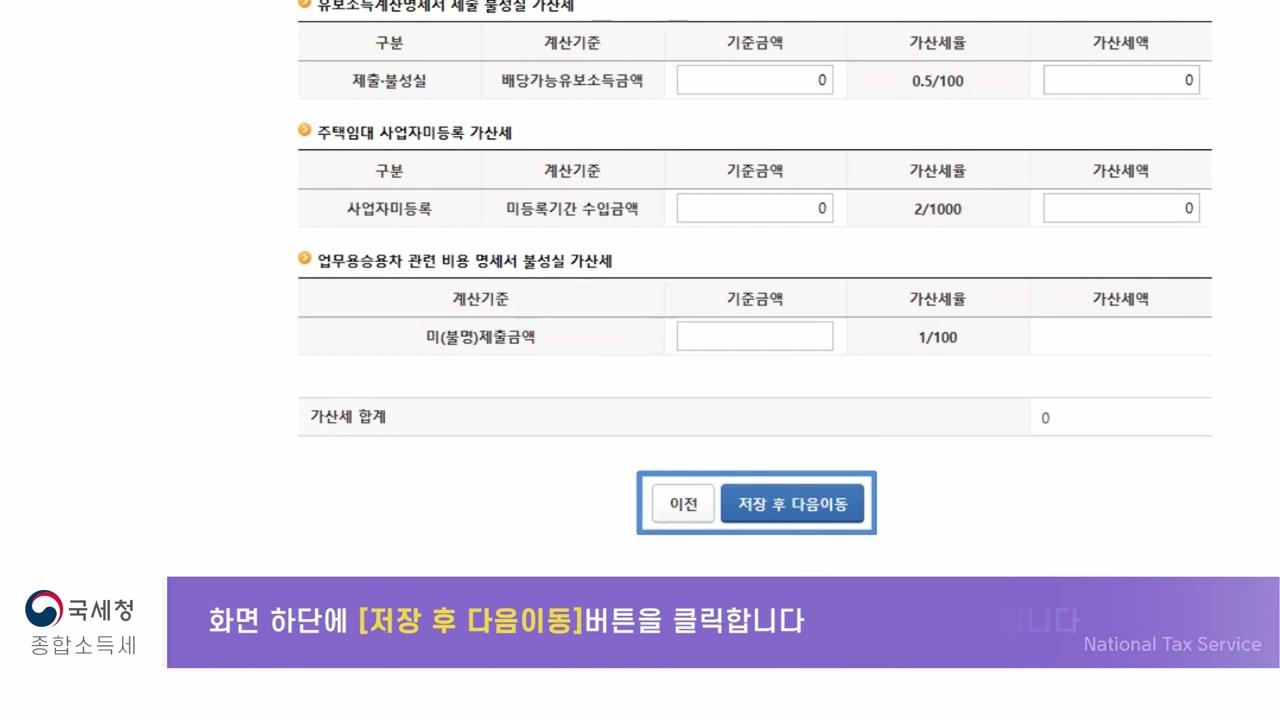 유보소득계산명세서 제출 불성실 가산세
구분 계산기준 기준금액 가산세율 가산세액
제출·불성실 배당가능유보소득금액 0 0.5/100 0
주택임대 사업자미등록 가산세
구분 계산기준 기준금액 가산세율 가산세액
사업자미등록 미등록기간 수입금액 0 2/1000 0
업무용승용차 관련 비용 명세서 불성실 가산세
계산기준 기준금액 가산세율 가산세액
미(불명)제출금액 1/100
가산세 합계 0
이전 저장 후 다음이동
국세청
종합소득세
화면 하단에 [저장 후 다음이동]버튼을 클릭합니다
합니다
National Tax Service